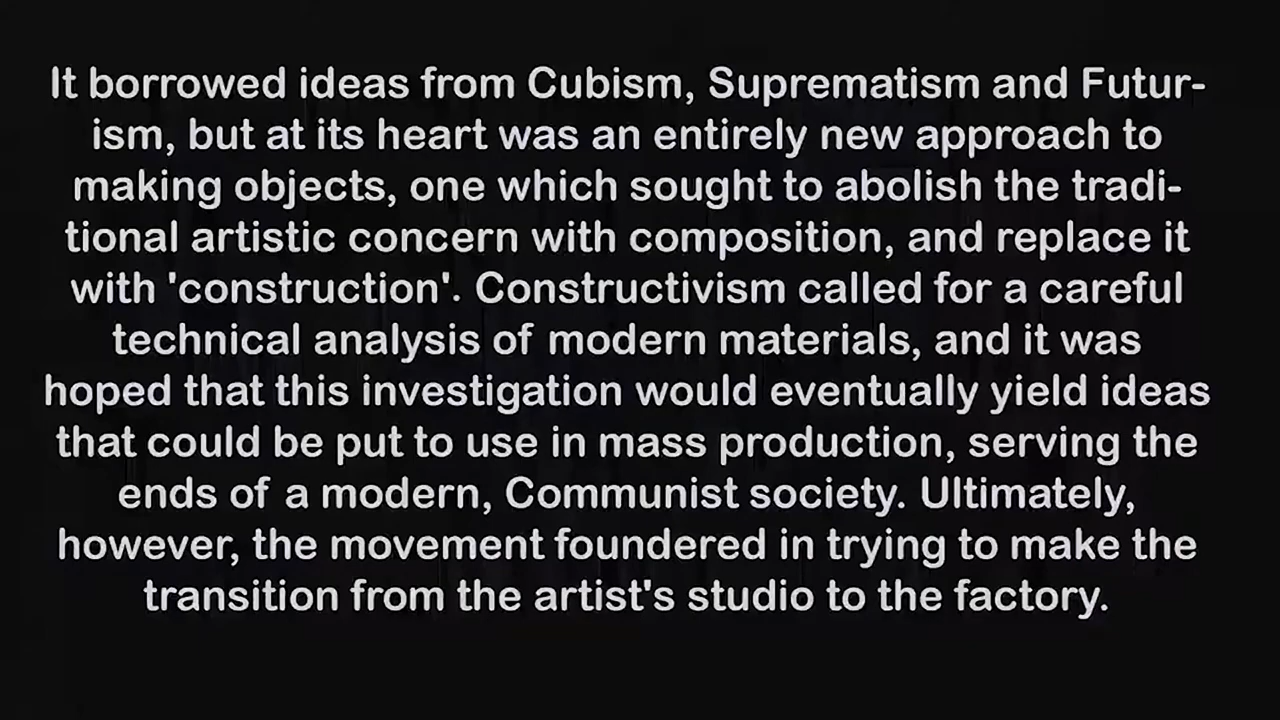 It borrowed ideas from Cubism, Suprematism and Futur-
ism, but at its heart was an entirely new approach to
making objects, one which sought to abolish the tradi-
tional artistic concern with composition, and replace it
with 'construction'. Constructivism called for a careful
technical analysis of modern materials, and it was
hoped that this investigation would eventually yield ideas
that could be put to use in mass production, serving the
ends of a modern, Communist society. Ultimately,
however, the movement foundered in trying to make the
transition from the artist's studio to the factory.